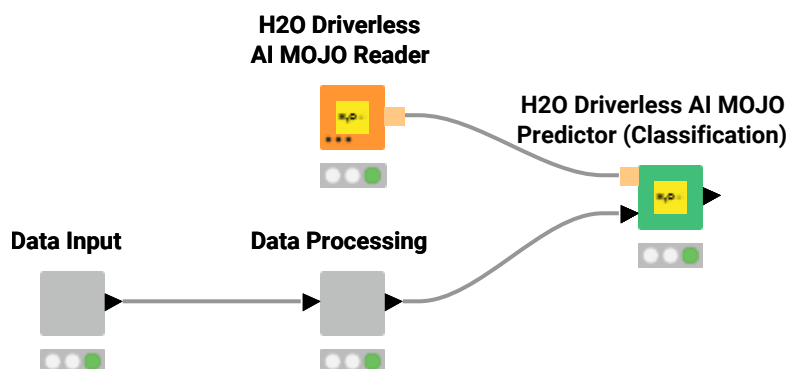 H2O Driverless
AI MOJO Reader
H2O Driverless AI MOJO
Predictor (Classification)
Data Input
Data Processing